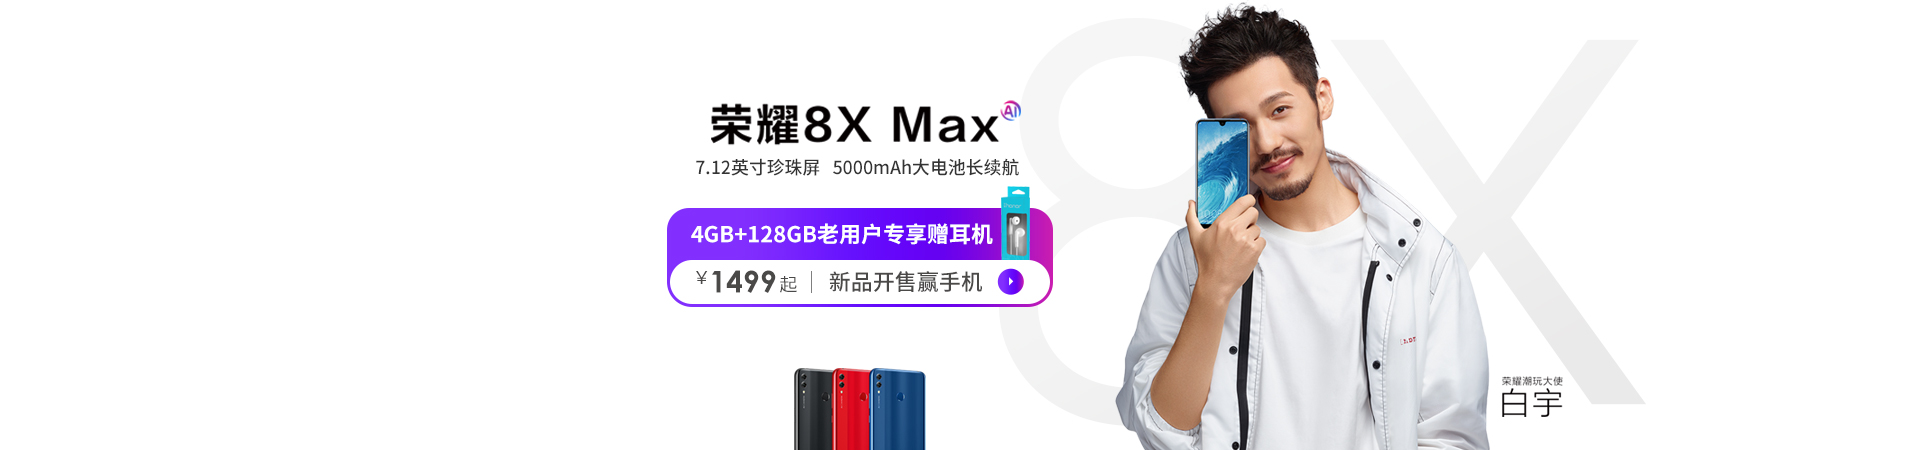 荣耀8X Max AI
7.12英寸珍珠屏 5000mAh大电池长续航
4GB+128GB老用户专享赠耳机
honor
¥1499起 | 新品开售赢手机
荣耀潮玩大使
白宇
8X